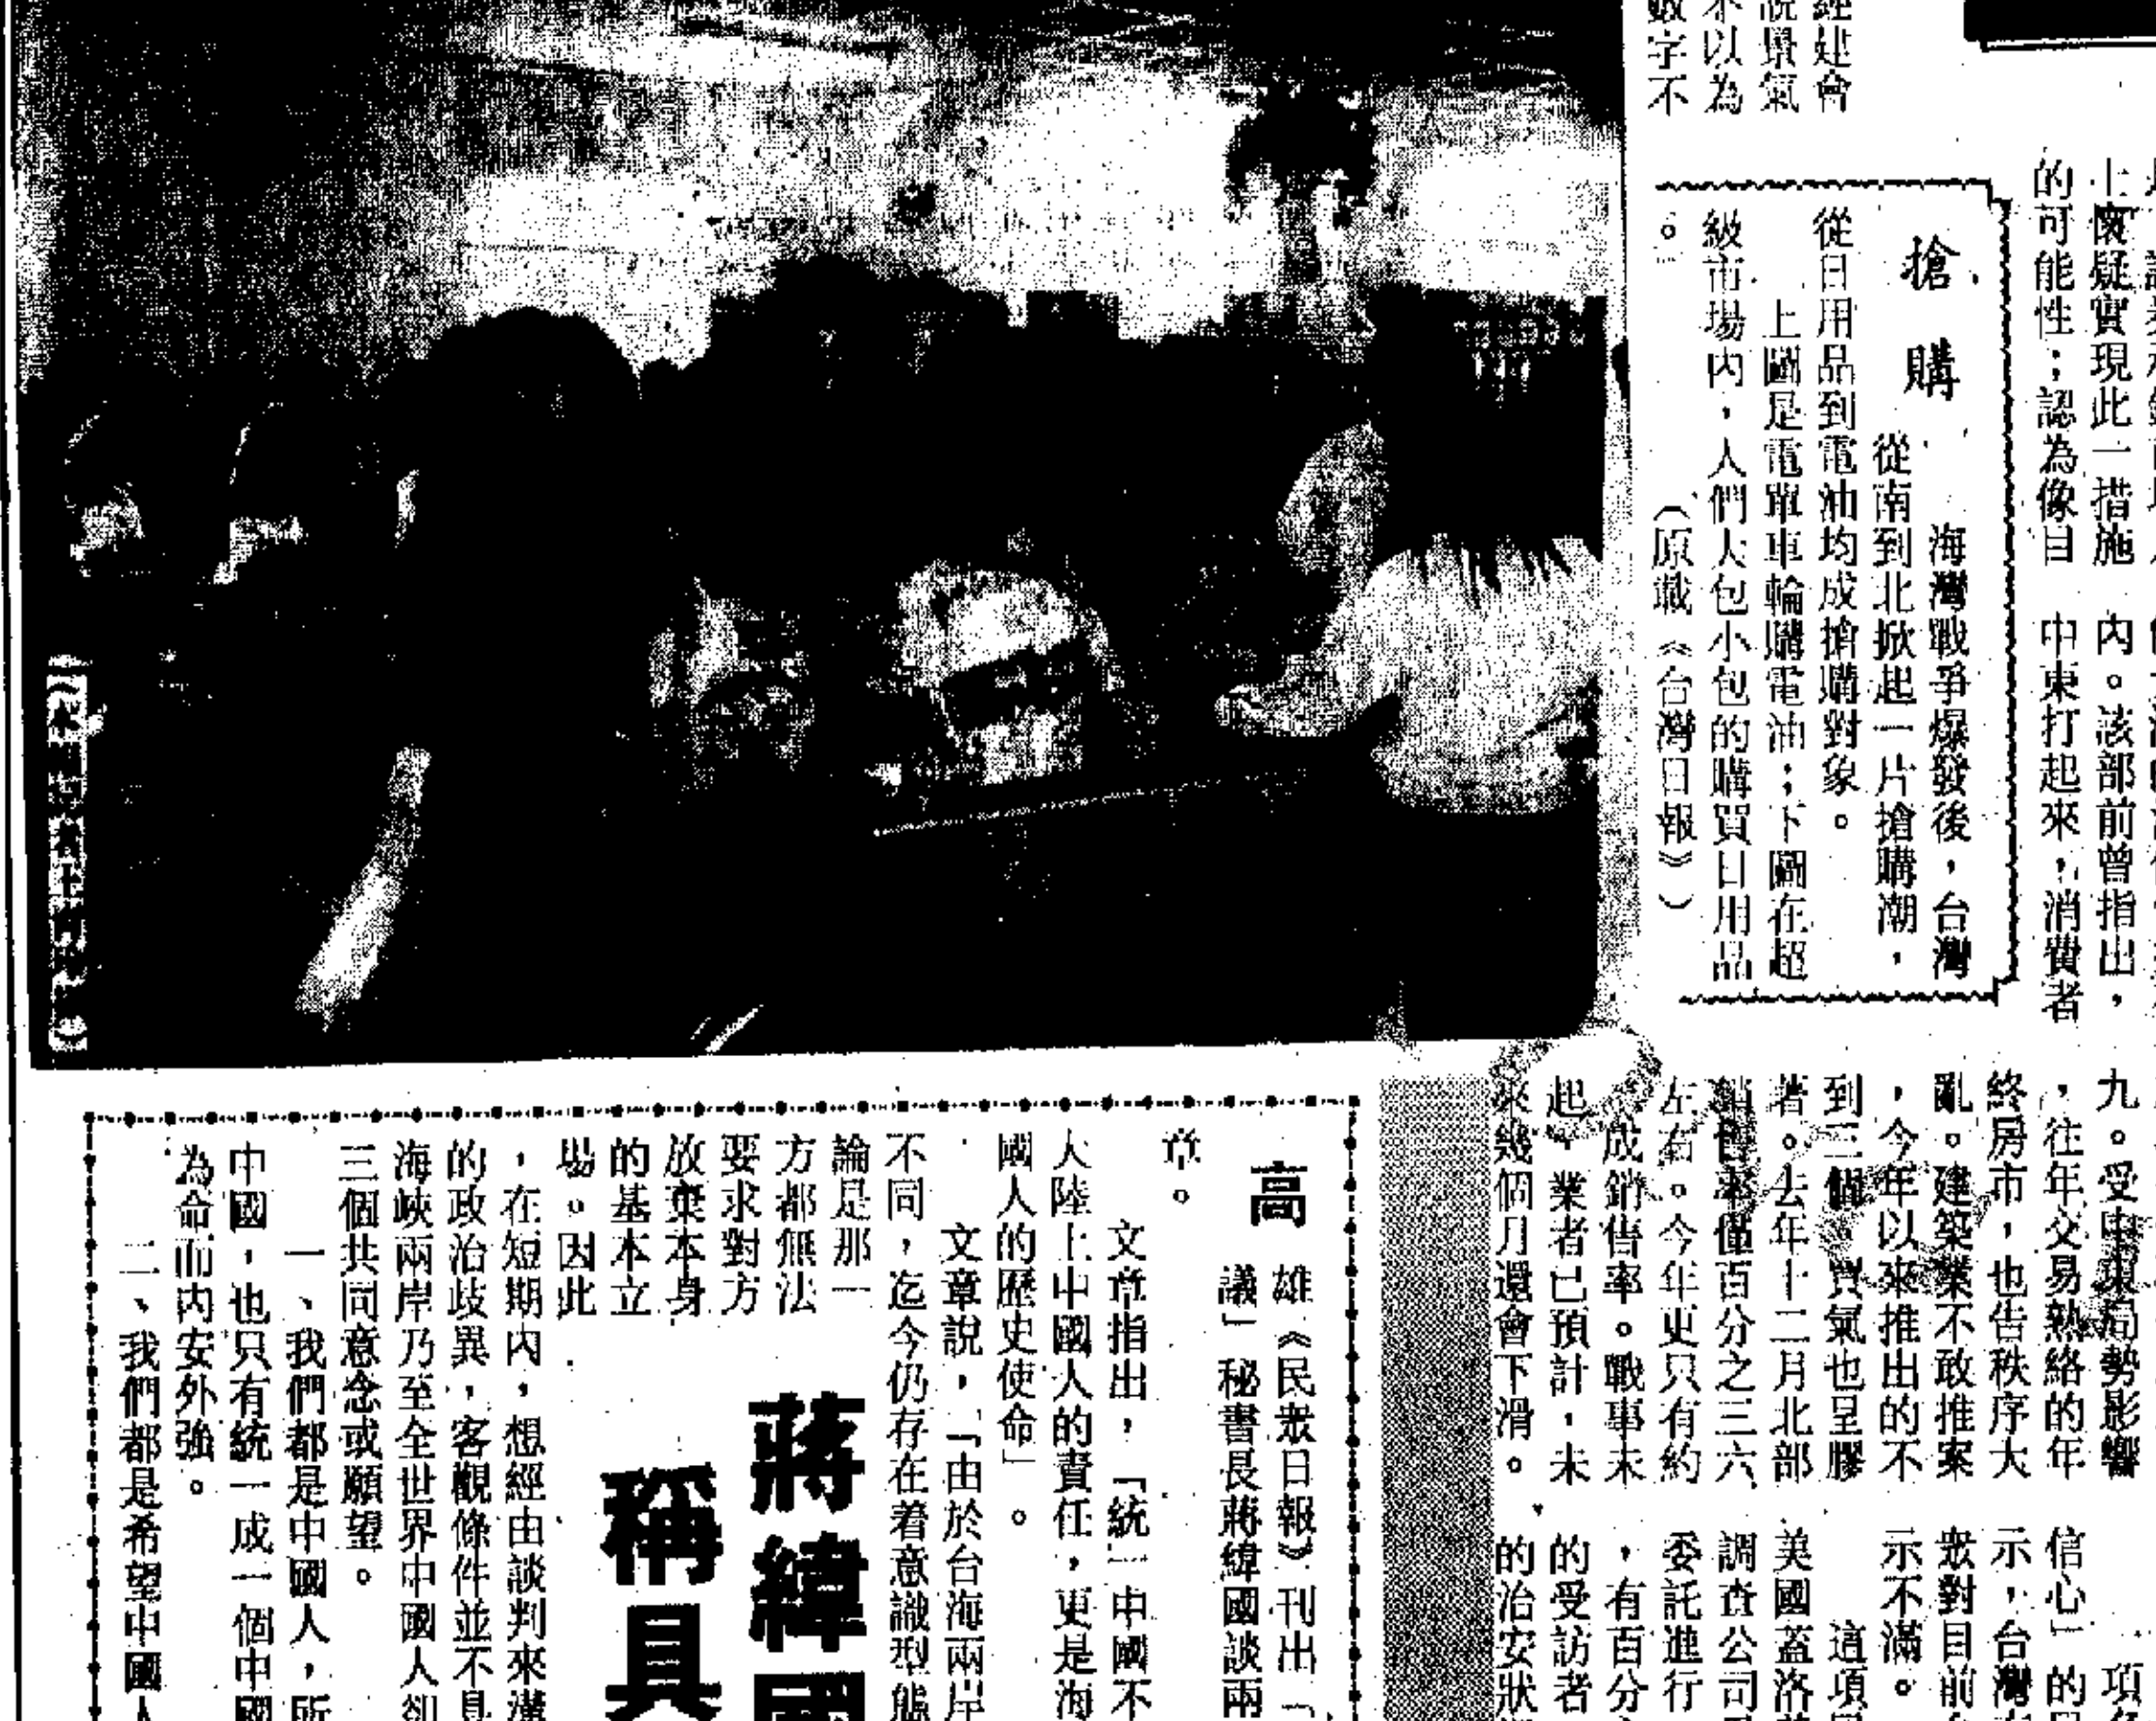 經建會
說景氣
不以為
數字不
搶購
海灣戰爭爆發後，台灣
從南到北掀起一片搶購潮，
從日用品到電油均成搶購對象。
上圖是電單車輪購電油；下圖在超
級市場內，人們大包小包的購買日用品
。
（原載《台灣日報》）
上廈疑實現此一措施
的可能性；認為像目
內。該部前曾指出，
中東打起來，消費者
九。受中東局勢影響
，往年交易熱絡的年
終房市，也告秩序大
亂。建築業不敢推案
，今年以來推出的不
到三個，買氣也呈膠
著。去年十二月北部
銷售率僅百分之三六
左右。今年更只有約
成銷售率。戰事未
起，業者已預計，未
來幾個月還會下滑。
信心」的
示，台灣
眾對目前
示不滿。
這項
美國蓋洛
調查公司
委託進行
，有百分
的受訪者
的治安狀
高雄《民眾日報》刊出「
議」秘書長蔣緯國談兩
章。
文章指出，「統一中國不
大陸上中國人的責任，更是海
國人的歷史使命」。
文章說，「由於台海兩岸
不同，迄今仍存在着意識型態
論是那一
方都無法
要求對方
放棄本身
的基本立
場。因此
，在短期內，想經由談判來溝
的政治歧異，客觀條件並不具
海峽兩岸乃至全世界中國人卻
三個共同意念或願望。
一、我們都是中國人，所
中國，也只有統一成一個中國
為命而內安外強。
二、我們都是希望中國人
蔣緯國
稱具